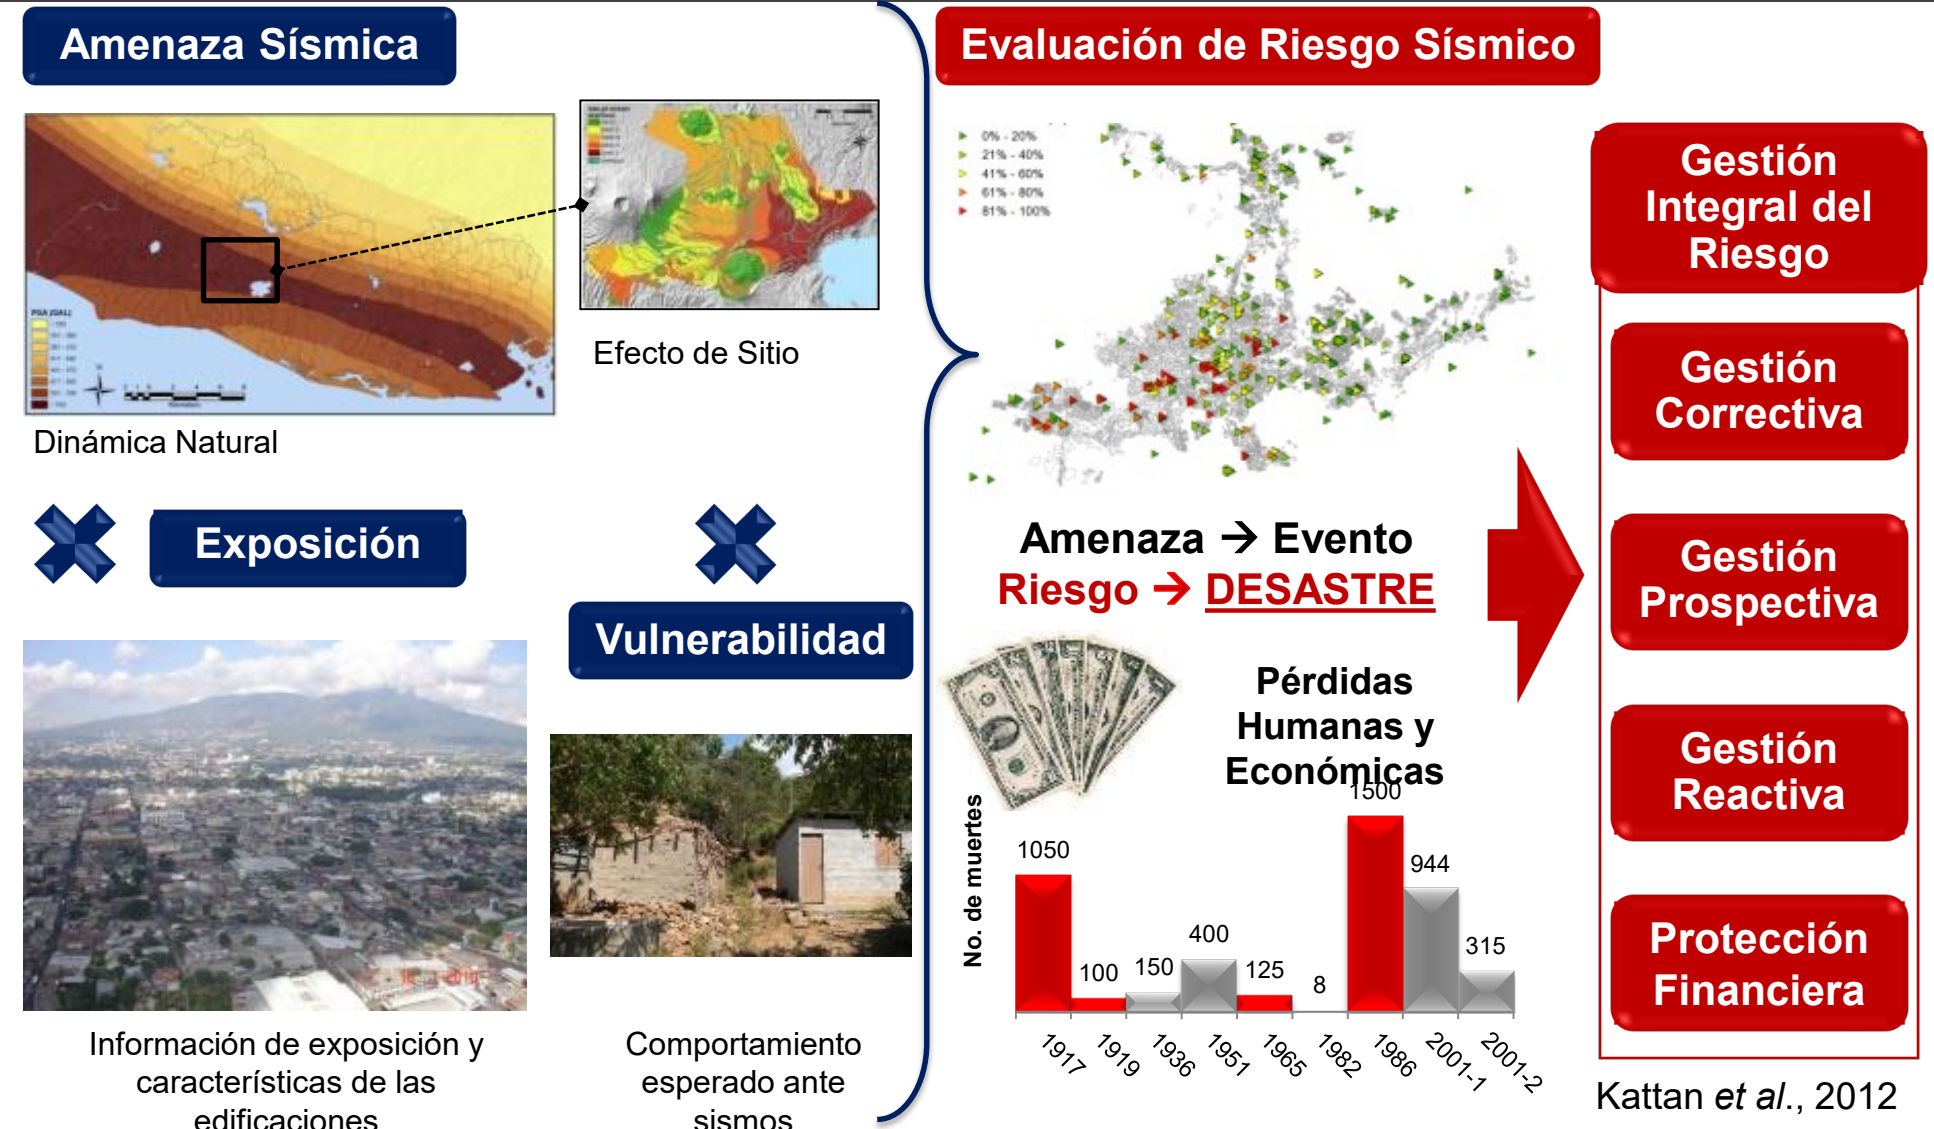 Amenaza Sísmica
PGA (GAL)
Dinámica Natural
Efecto de Sitio
Exposición
Información de exposición y
características de las
edificaciones
Vulnerabilidad
Comportamiento
esperado ante
sismos
Evaluación de Riesgo Sísmico
0% - 20%
21% - 40%
41% - 60%
61% - 80%
81% - 100%
Amenaza → Evento
Riesgo → DESASTRE
Pérdidas
Humanas y
Económicas
No. de muertes
1050
100
150
400
125
8
1500
944
315
1917
1919
1936
1951
1965
1982
1986
2001-1
2001-2
Gestión
Integral del
Riesgo
Gestión
Correctiva
Gestión
Prospectiva
Gestión
Reactiva
Protección
Financiera
Kattan et al., 2012